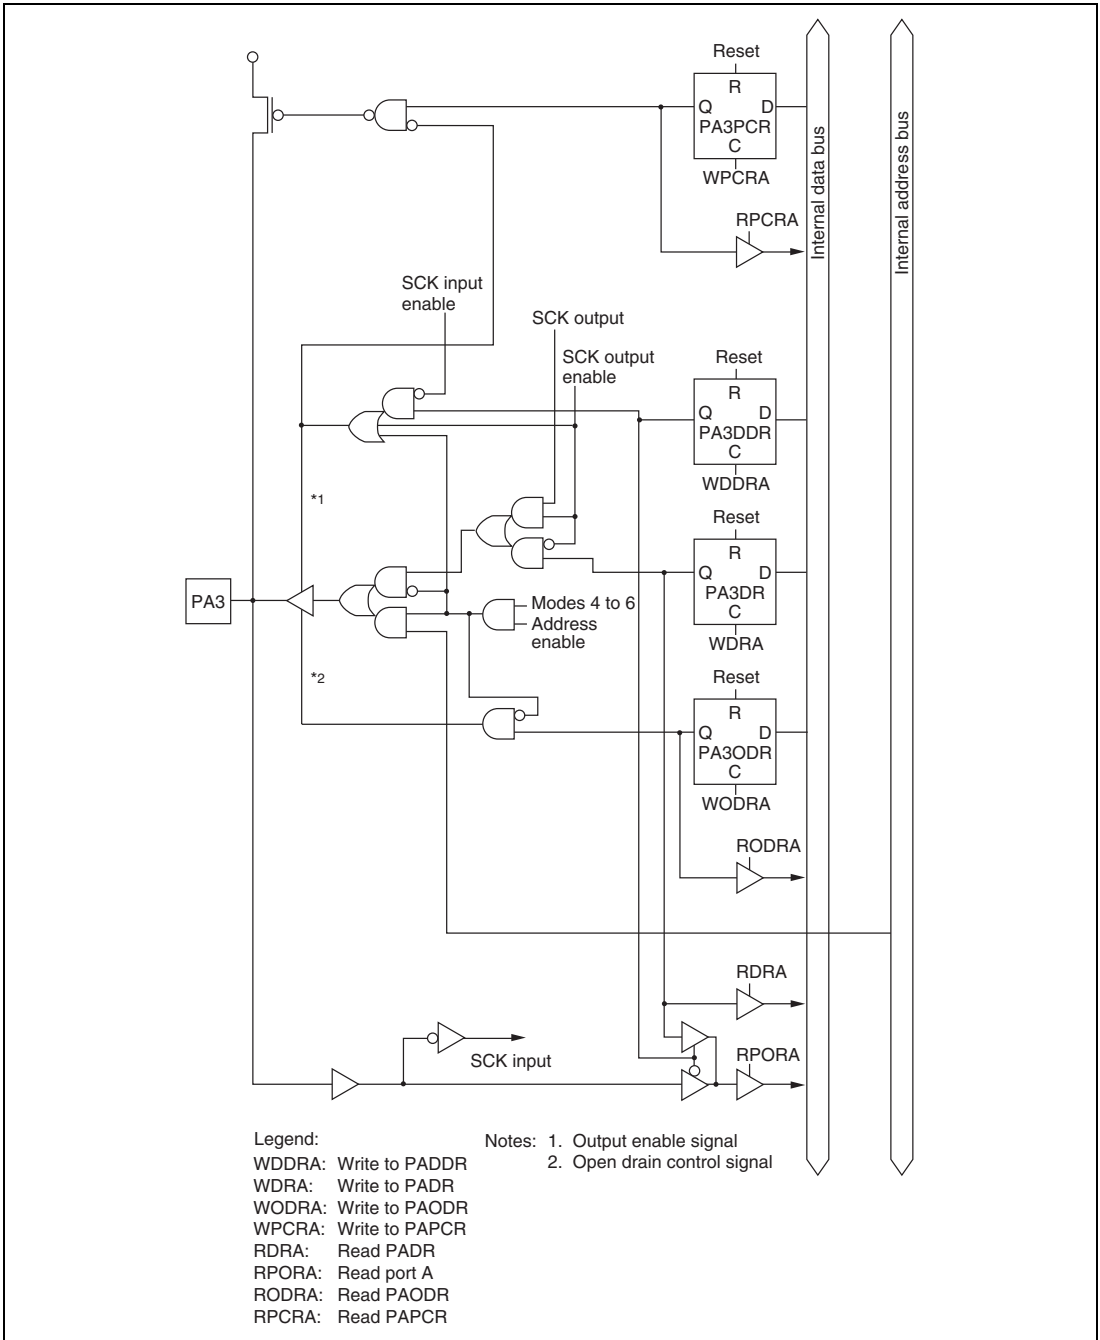 Reset
R
Q D
PA3PCR
C
WPCRA
RPCRA
Internal data bus
Internal address bus
SCK input
enable
SCK output
SCK output
enable
Reset
R
Q D
PA3DDR
C
WDDRA
*1
Reset
R
Q D
PA3DR
C
WDRA
PA3
Modes 4 to 6
Address
enable
*2
Reset
R
Q D
PA3ODR
C
WODRA
RODRA
RDRA
SCK input
RPORA
Legend:
WDDRA: Write to PADDR
WDRA: Write to PADR
WODRA: Write to PAODR
WPCRA: Write to PAPCR
RDRA: Read PADR
RPORA: Read port A
RODRA: Read PAODR
RPCRA: Read PAPCR
Notes: 1. Output enable signal
2. Open drain control signal